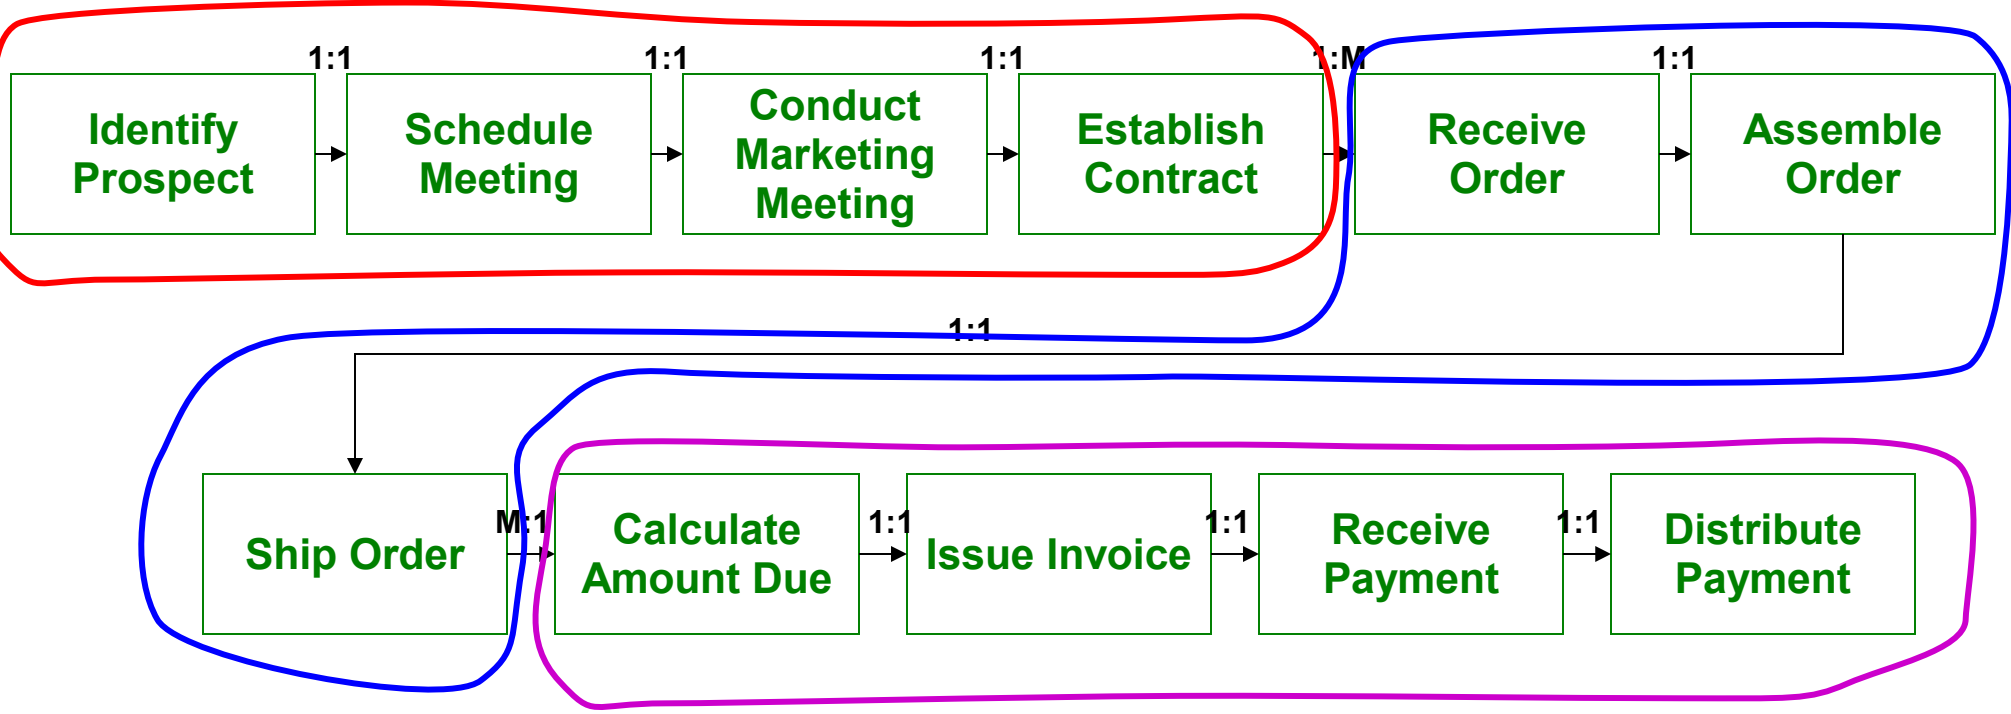 1:1
1:1
1:1
1:M
1:1
Identify
Prospect
Schedule
Meeting
Conduct
Marketing
Meeting
Establish
Contract
Receive
Order
Assemble
Order
1:1
Ship Order
M:1
Calculate
Amount Due
1:1
Issue Invoice
1:1
Receive
Payment
1:1
Distribute
Payment